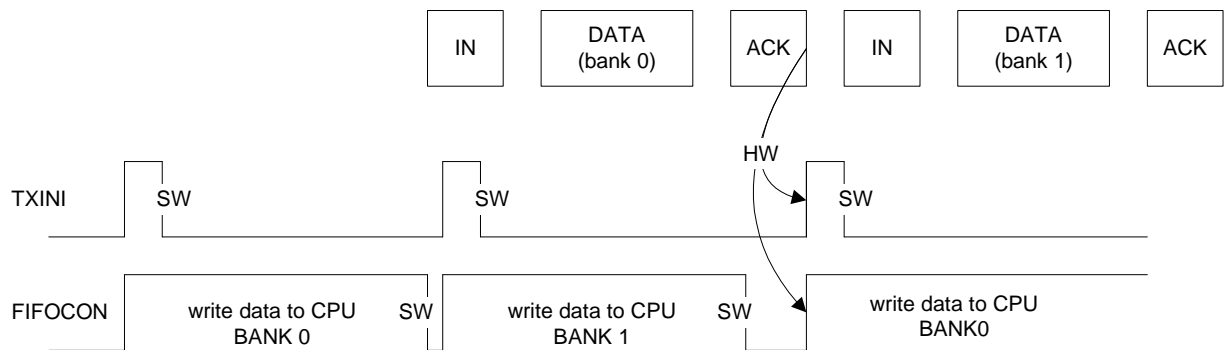 IN
DATA
(bank 0)
ACK
IN
DATA
(bank 1)
ACK
HW
TXINI
SW
SW
SW
FIFOCON
write data to CPU
BANK 0
SW
write data to CPU
BANK 1
SW
write data to CPU
BANK0